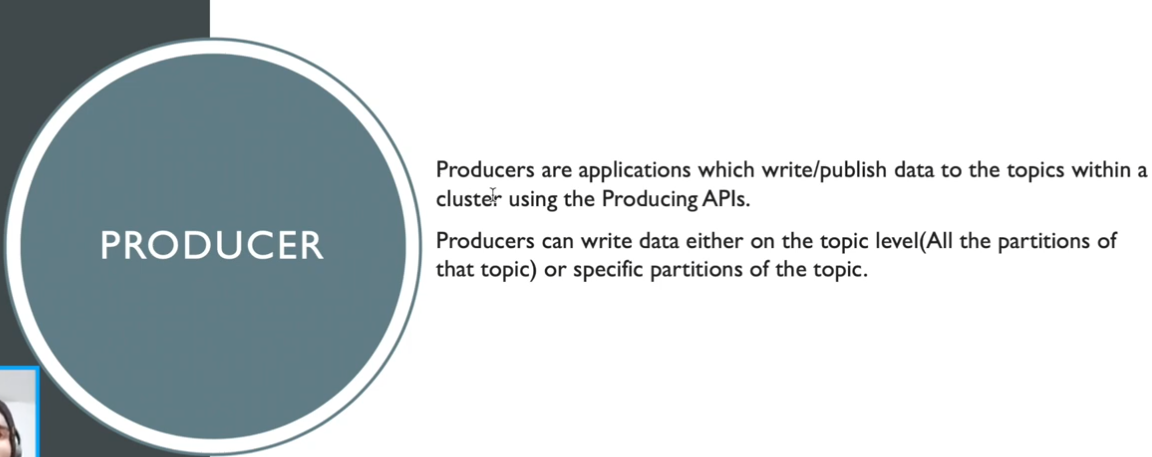 PRODUCER
Producers are applications which write/publish data to the topics within a
cluster using the Producing APIs.
Producers can write data either on the topic level(All the partitions of
that topic) or specific partitions of the topic.